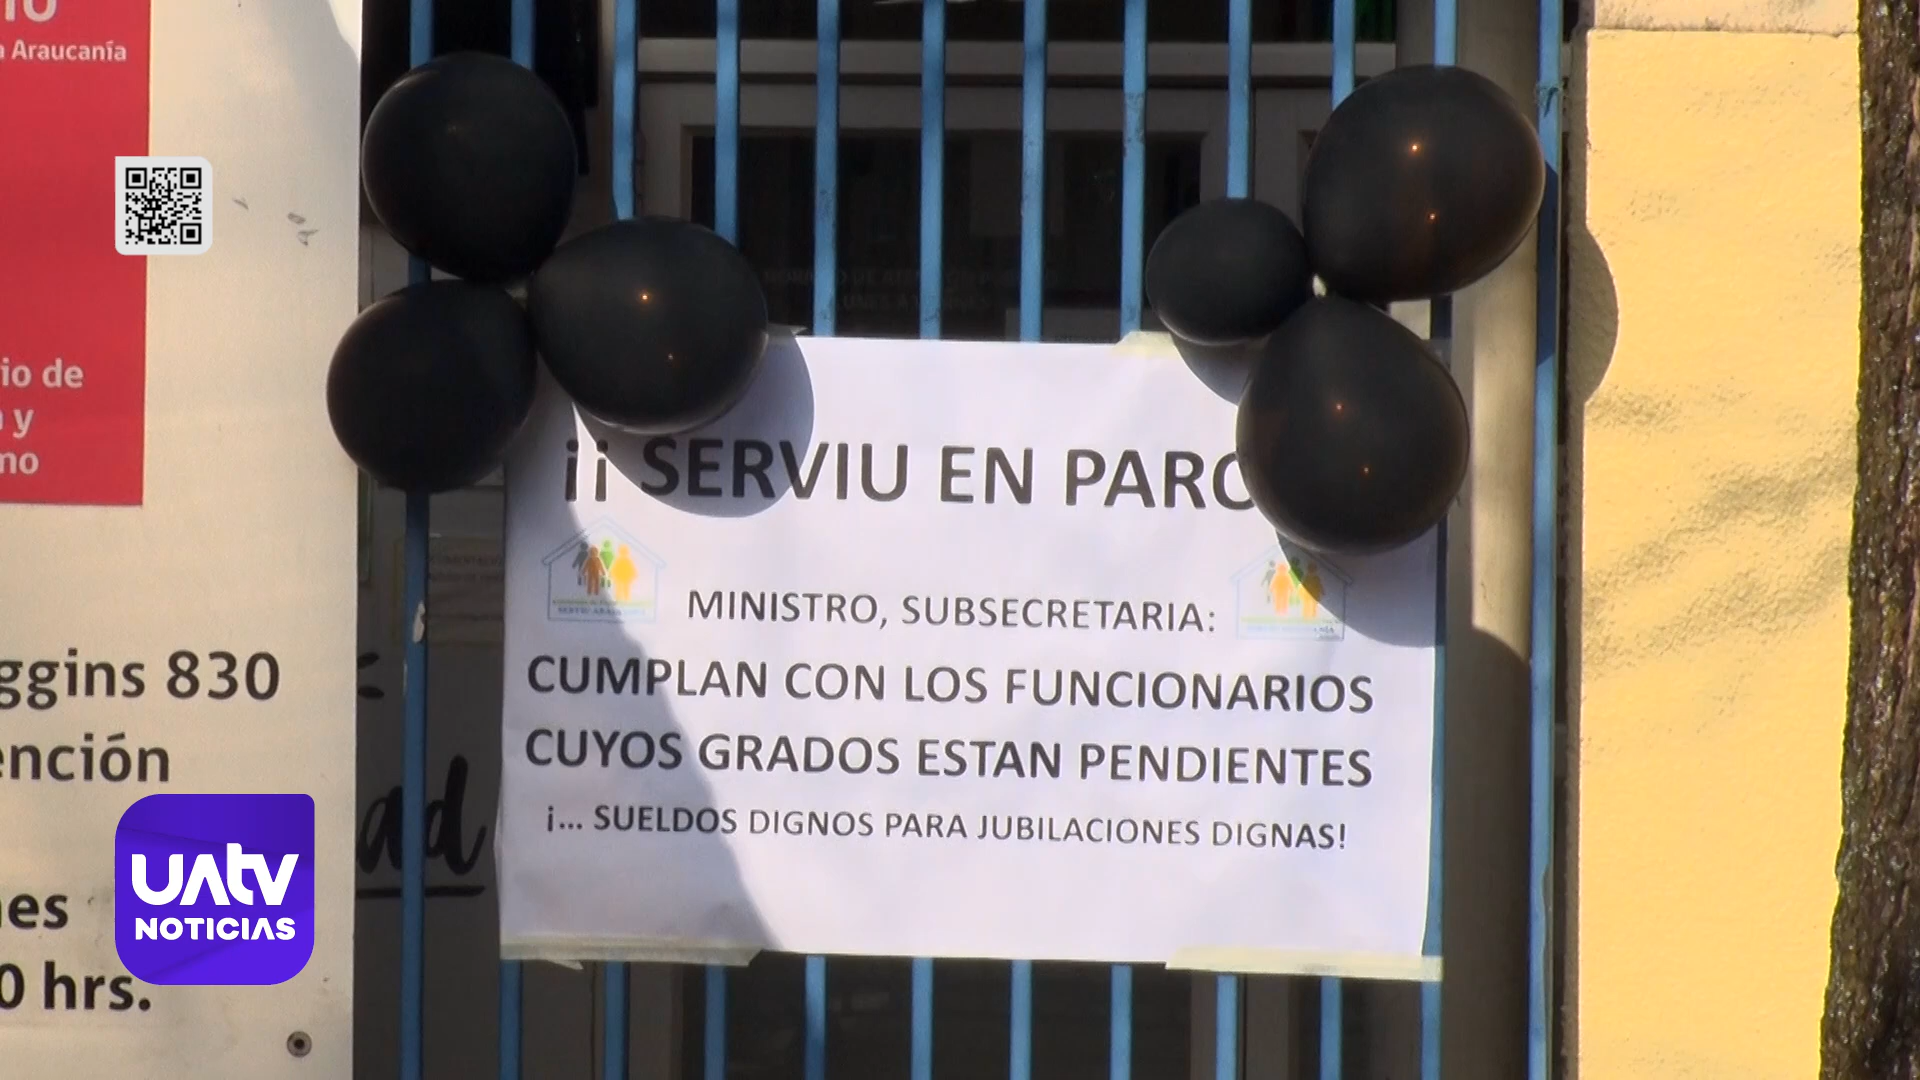 Araucanía
io de
y
no
ggins 830
ención
es
0 hrs.
¡¡ SERVIU EN PARO
MINISTRO, SUBSECRETARIA:
CUMPLAN CON LOS FUNCIONARIOS
CUYOS GRADOS ESTAN PENDIENTES
¡... SUELDOS DIGNOS PARA JUBILACIONES DIGNAS!
ad
UATV
NOTICIAS